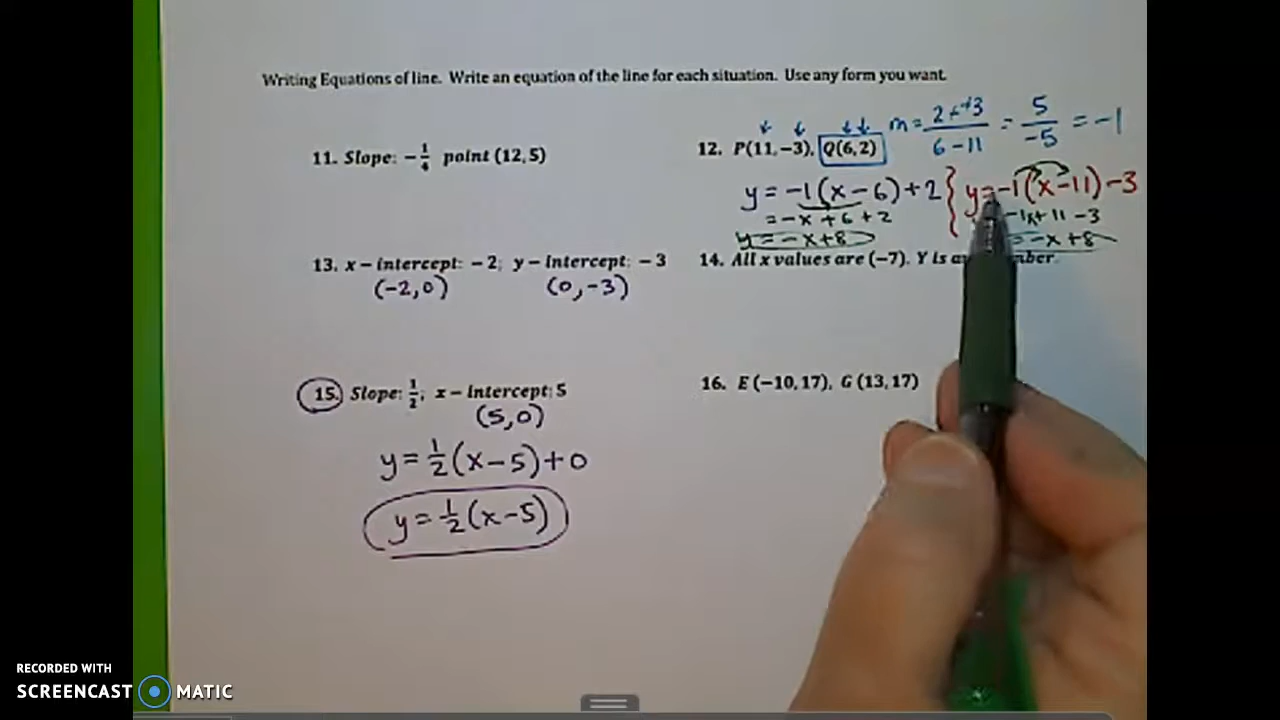 Writing Equations of line. Write an equation of the line for each situation. Use any form you want.
11. Slope: -1/4 point (12,5)
12. P(11,-3), Q(6,2) m = 2 + +3 / 6 - 11 = 5/-5 = -1
y = -1(x - 6) + 2 { y = -1(x - 11) - 3
= -x + 6 + 2
-1x + 11 - 3
y = -x + 8
= -x + 8
13. x - intercept: -2; y - intercept: -3
(-2,0) (0,-3)
14. All x values are (-7). Y is
15. Slope: 1/2, x - intercept: 5
(5,0)
y = 1/2(x - 5) + 0
y = 1/2(x - 5)
16. E(-10,17), G(13,17)
RECORDED WITH
SCREENCAST MATIC